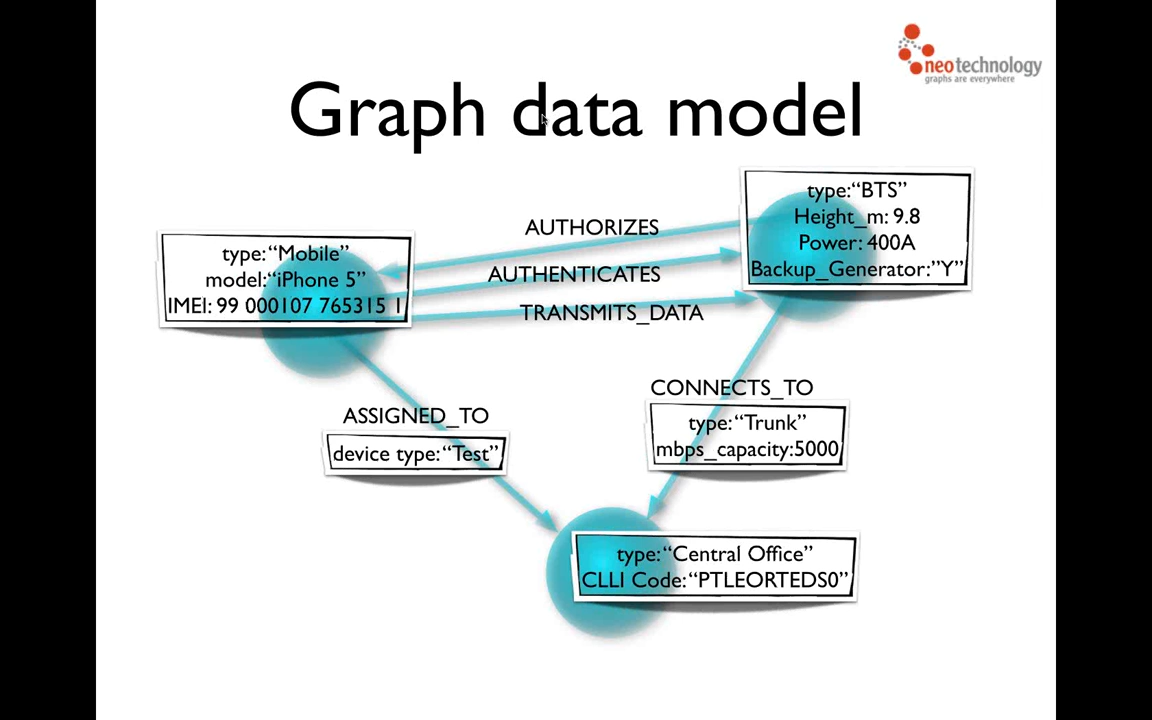 neotechnology
graphs are everywhere
Graph data model
type:“BTS”
Height_m: 9.8
Power: 400A
Backup_Generator:”Y”
AUTHORIZES
type:“Mobile”
model:“iPhone 5”
IMEI: 99 000107 765315 1
AUTHENTICATES
TRANSMITS_DATA
CONNECTS_TO
type:“Trunk”
mbps_capacity:5000
ASSIGNED_TO
device type:“Test”
type:“Central Office”
CLLI Code:“PTLEORTEDS0”